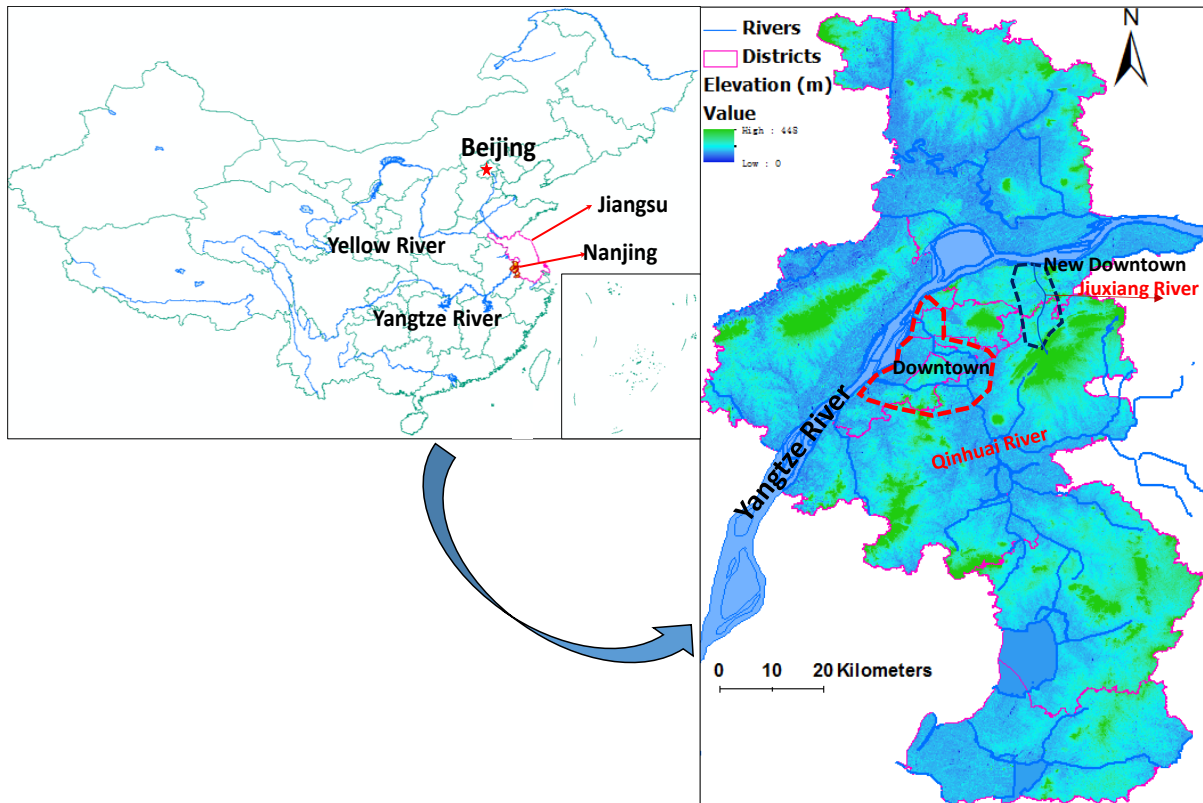 Beijing
Jiangsu
Yellow River
Nanjing
Yangtze River
N
Rivers
Districts
Elevation (m)
Value
High : 448
Low : 0
New Downtown
Jiuxiang River
Downtown
Yangtze River
Qinhuai River
0 10 20 Kilometers